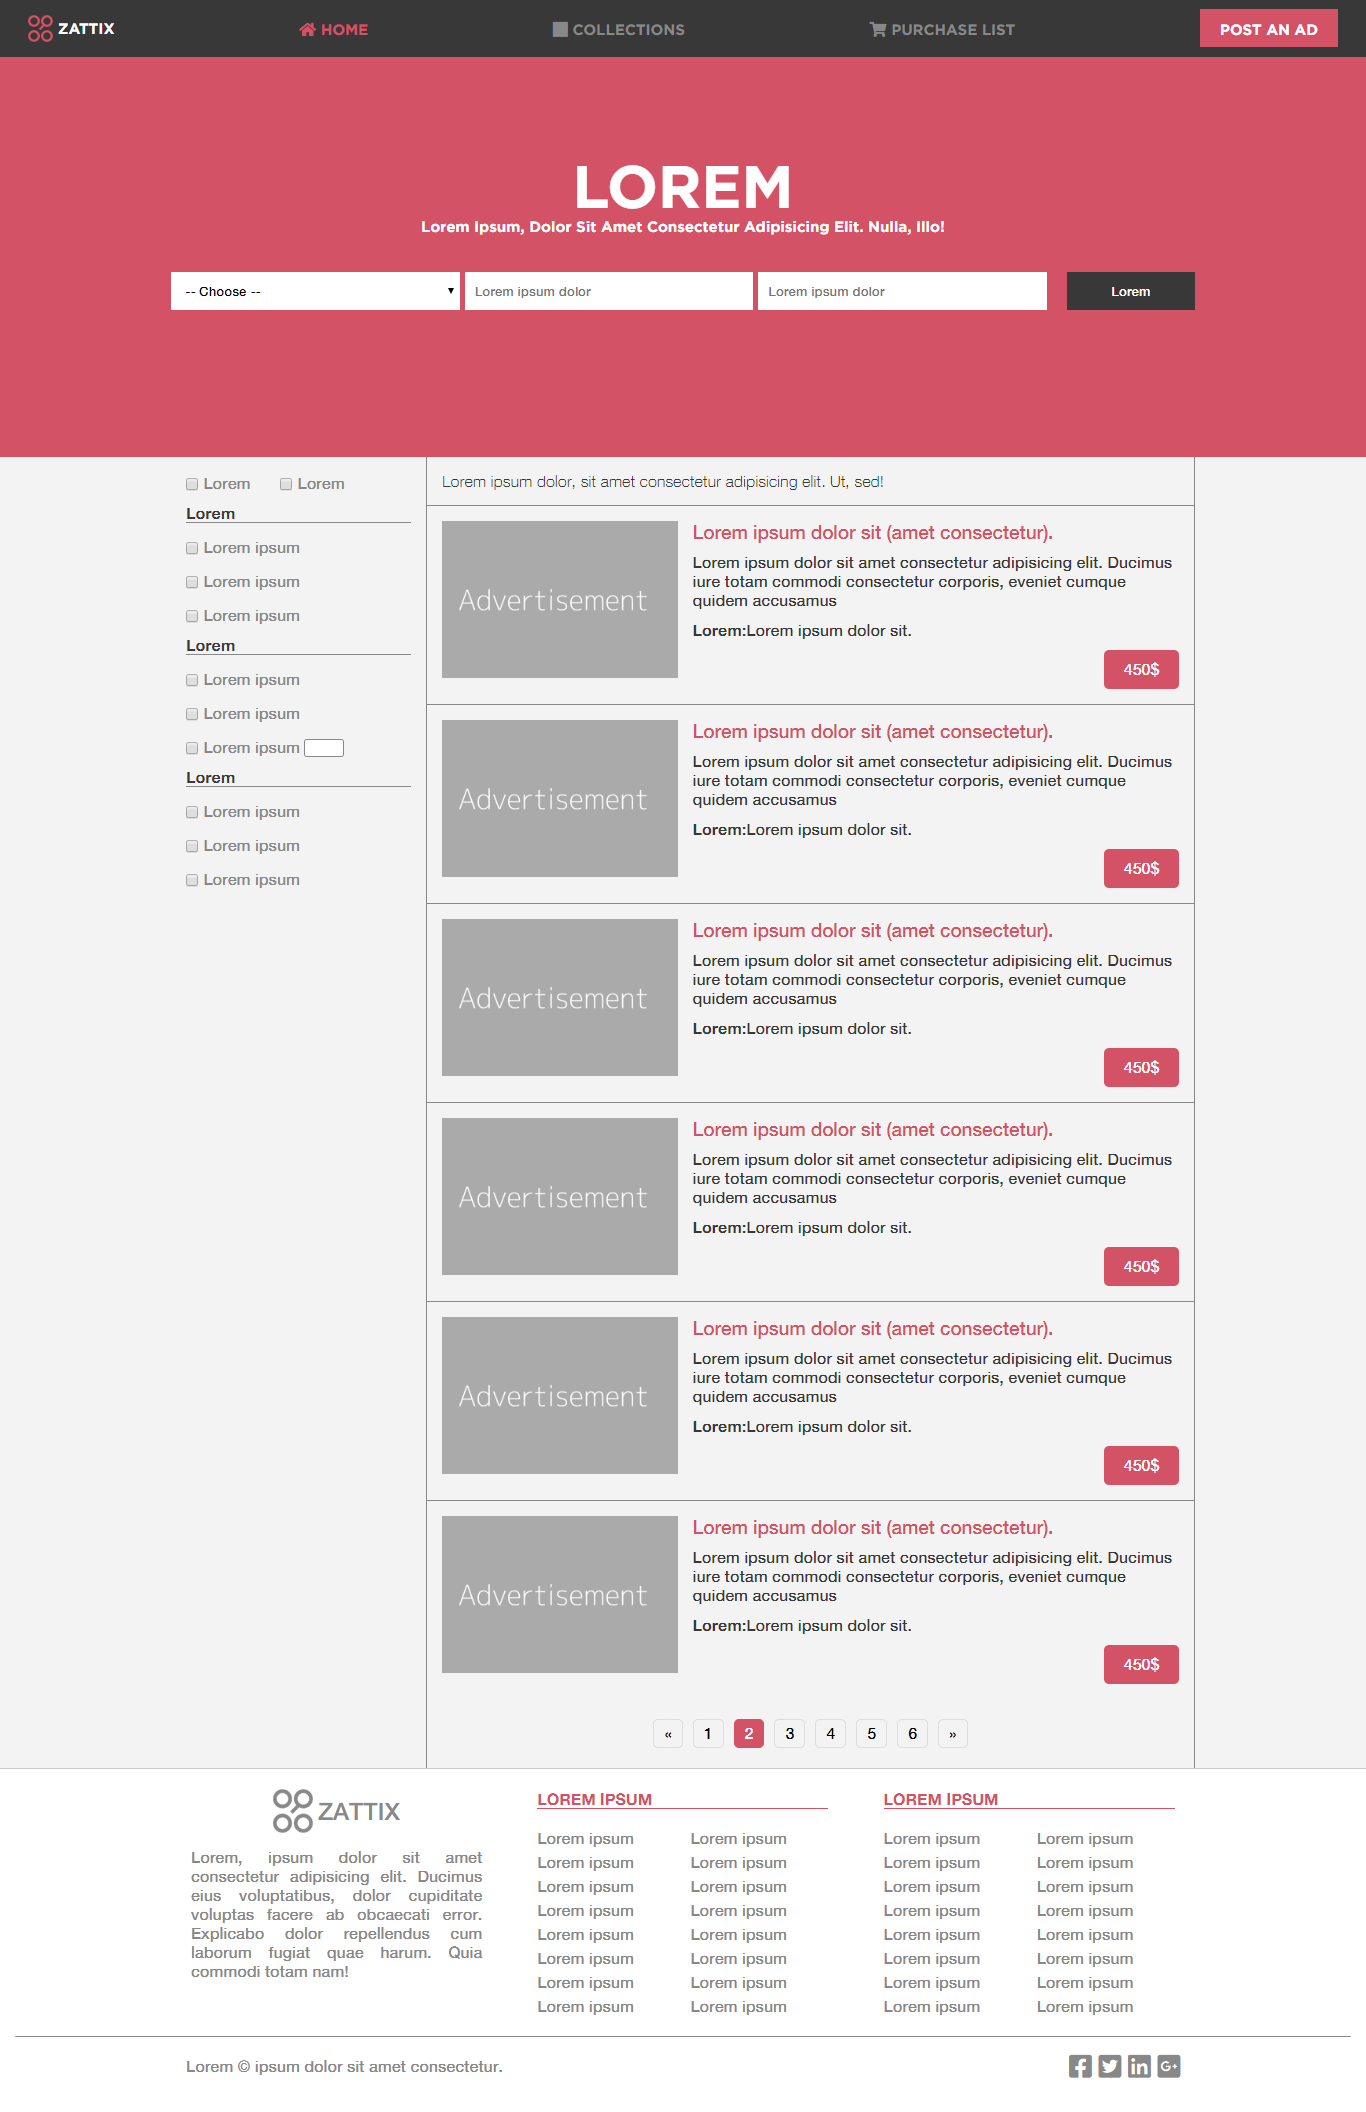 ZATTIX
HOME
COLLECTIONS
PURCHASE LIST
POST AN AD
LOREM
Lorem Ipsum, Dolor Sit Amet Consectetur Adipisicing Elit. Nulla, Illo!
-- Choose --
Lorem ipsum dolor
Lorem ipsum dolor
Lorem
Lorem
Lorem
Lorem
Lorem ipsum
Lorem ipsum
Lorem ipsum
Lorem
Lorem ipsum
Lorem ipsum
Lorem ipsum
Lorem
Lorem ipsum
Lorem ipsum
Lorem ipsum
Lorem ipsum dolor, sit amet consectetur adipisicing elit. Ut, sed!
Advertisement
Lorem ipsum dolor sit (amet consectetur).
Lorem ipsum dolor sit amet consectetur adipisicing elit. Ducimus
iure totam commodi consectetur corporis, eveniet cumque
quidem accusamus
Lorem:Lorem ipsum dolor sit.
450$
Advertisement
Lorem ipsum dolor sit (amet consectetur).
Lorem ipsum dolor sit amet consectetur adipisicing elit. Ducimus
iure totam commodi consectetur corporis, eveniet cumque
quidem accusamus
Lorem:Lorem ipsum dolor sit.
450$
Advertisement
Lorem ipsum dolor sit (amet consectetur).
Lorem ipsum dolor sit amet consectetur adipisicing elit. Ducimus
iure totam commodi consectetur corporis, eveniet cumque
quidem accusamus
Lorem:Lorem ipsum dolor sit.
450$
Advertisement
Lorem ipsum dolor sit (amet consectetur).
Lorem ipsum dolor sit amet consectetur adipisicing elit. Ducimus
iure totam commodi consectetur corporis, eveniet cumque
quidem accusamus
Lorem:Lorem ipsum dolor sit.
450$
Advertisement
Lorem ipsum dolor sit (amet consectetur).
Lorem ipsum dolor sit amet consectetur adipisicing elit. Ducimus
iure totam commodi consectetur corporis, eveniet cumque
quidem accusamus
Lorem:Lorem ipsum dolor sit.
450$
Advertisement
Lorem ipsum dolor sit (amet consectetur).
Lorem ipsum dolor sit amet consectetur adipisicing elit. Ducimus
iure totam commodi consectetur corporis, eveniet cumque
quidem accusamus
Lorem:Lorem ipsum dolor sit.
450$
« 1 2 3 4 5 6 »
ZATTIX
Lorem, ipsum dolor sit amet
consectetur adipisicing elit. Ducimus
eius voluptatibus, dolor cupiditate
voluptas facere ab obcaecati error.
Explicabo dolor repellendus cum
laborum fugiat quae harum. Quia
commodi totam nam!
LOREM IPSUM
Lorem ipsum Lorem ipsum
Lorem ipsum Lorem ipsum
Lorem ipsum Lorem ipsum
Lorem ipsum Lorem ipsum
Lorem ipsum Lorem ipsum
Lorem ipsum Lorem ipsum
Lorem ipsum Lorem ipsum
Lorem ipsum Lorem ipsum
LOREM IPSUM
Lorem ipsum Lorem ipsum
Lorem ipsum Lorem ipsum
Lorem ipsum Lorem ipsum
Lorem ipsum Lorem ipsum
Lorem ipsum Lorem ipsum
Lorem ipsum Lorem ipsum
Lorem ipsum Lorem ipsum
Lorem ipsum Lorem ipsum
Lorem © ipsum dolor sit amet consectetur.